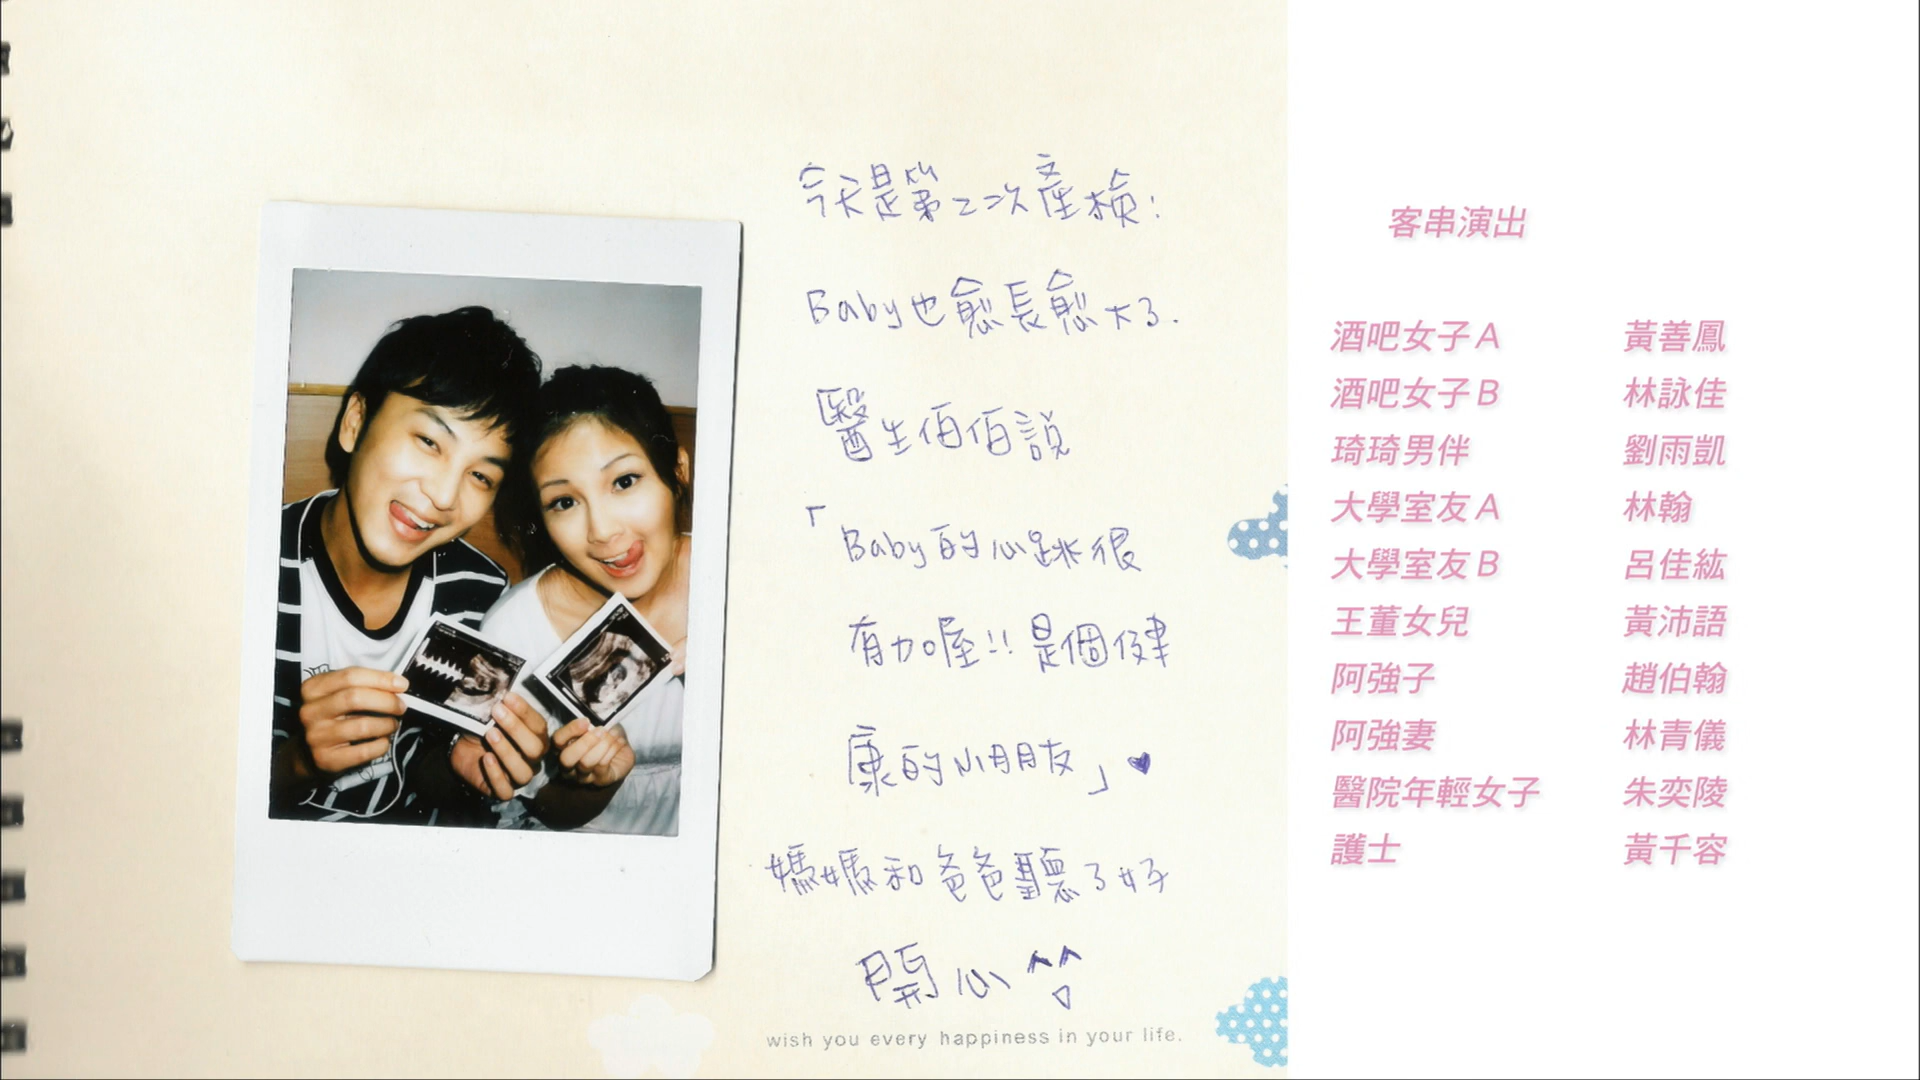 今天是第二次產檢:
Baby也愈長愈大了.
醫生伯伯說
「Baby的心跳很
有力喔!!是個健
康的小朋友」♥
媽媽和爸爸聽了好
開心^^
wish you every happiness in your life.
客串演出
酒吧女子A 黃善鳳
酒吧女子B 林詠佳
琦琦男伴 劉雨凱
大學室友A 林翰
大學室友B 呂佳紘
王董女兒 黃沛語
阿強子 趙伯翰
阿強妻 林青儀
醫院年輕女子 朱奕陵
護士 黃千容